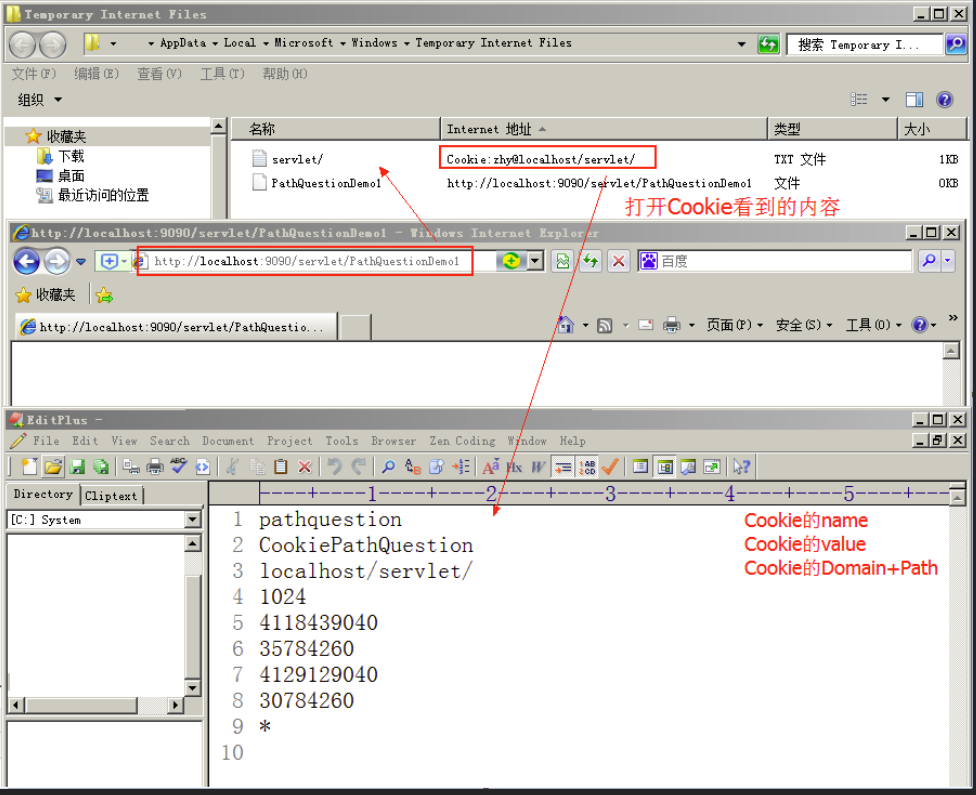 Temporary Internet Files
AppData Local Microsoft Windows Temporary Internet Files
搜索 Temporary I...
文件(F) 编辑(E) 查看(V) 工具(T) 帮助(H)
组织
收藏夹
下载
桌面
最近访问的位置
名称 Internet 地址 类型 大小
servlet/ Cookie:zhy@localhost/servlet/ TXT 文件 1KB
PathQuestionDemo1 http://localhost:9090/servlet/PathQuestionDemo1 文件 0KB
打开Cookie看到的内容
http://localhost:9090/servlet/PathQuestionDemo1 - Windows Internet Explorer
http://localhost:9090/servlet/PathQuestionDemo1
百度
收藏夹
http://localhost:9090/servlet/PathQuestio...
页面(P) 安全(S) 工具(O) »
EditPlus -
File Edit View Search Document Project Tools Browser Zen Coding Window Help
Directory Cliptext
[C:] System
----+----1----+----2----+----3----+----4----+----5----+--
1 pathquestion
Cookie的name
2 CookiePathQuestion
Cookie的value
3 localhost/servlet/
Cookie的Domain+Path
4 1024
5 4118439040
6 35784260
7 4129129040
8 30784260
9 *
10